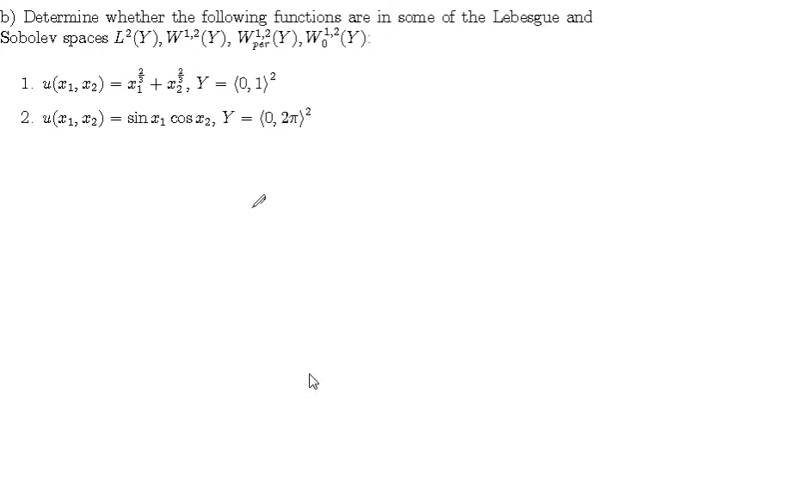 b) Determine whether the following functions are in some of the Lebesgue and
Sobolev spaces L²(Y), W^{1,2}(Y), W^{1,2}_{per}(Y), W^{1,2}_0(Y):
1. u(x₁, x₂) = x₁^{2/3} + x₂^{2/3}, Y = ⟨0, 1⟩²
2. u(x₁, x₂) = sin x₁ cos x₂, Y = ⟨0, 2π⟩²